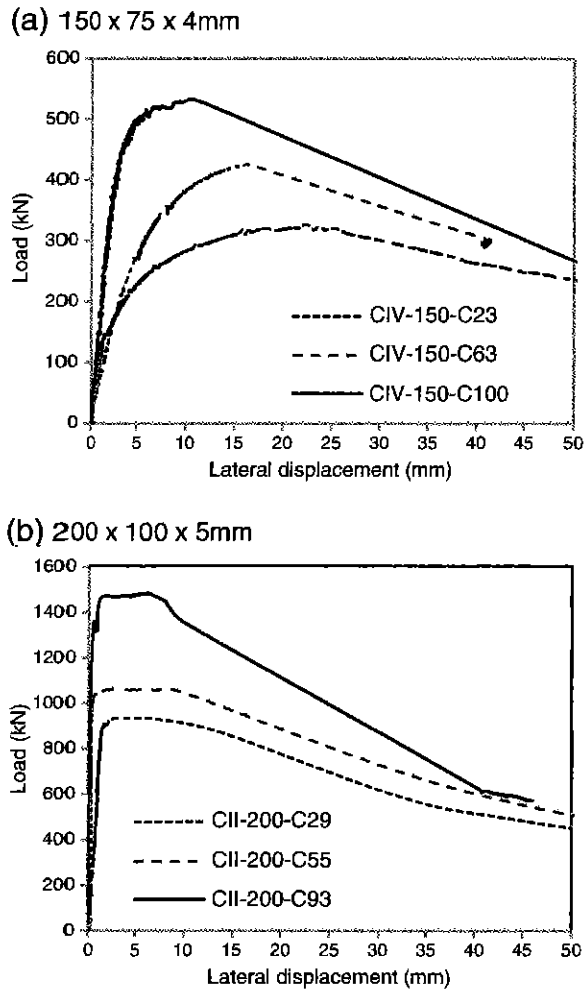 (a) 150 x 75 x 4mm
600
500
400
300
200
100
0
Load (kN)
CIV-150-C23
CIV-150-C63
CIV-150-C100
0 5 10 15 20 25 30 35 40 45 50
Lateral displacement (mm)
(b) 200 x 100 x 5mm
1600
1400
1200
1000
800
600
400
200
0
Load (kN)
CII-200-C29
CII-200-C55
CII-200-C93
0 5 10 15 20 25 30 35 40 45 50
Lateral displacement (mm)